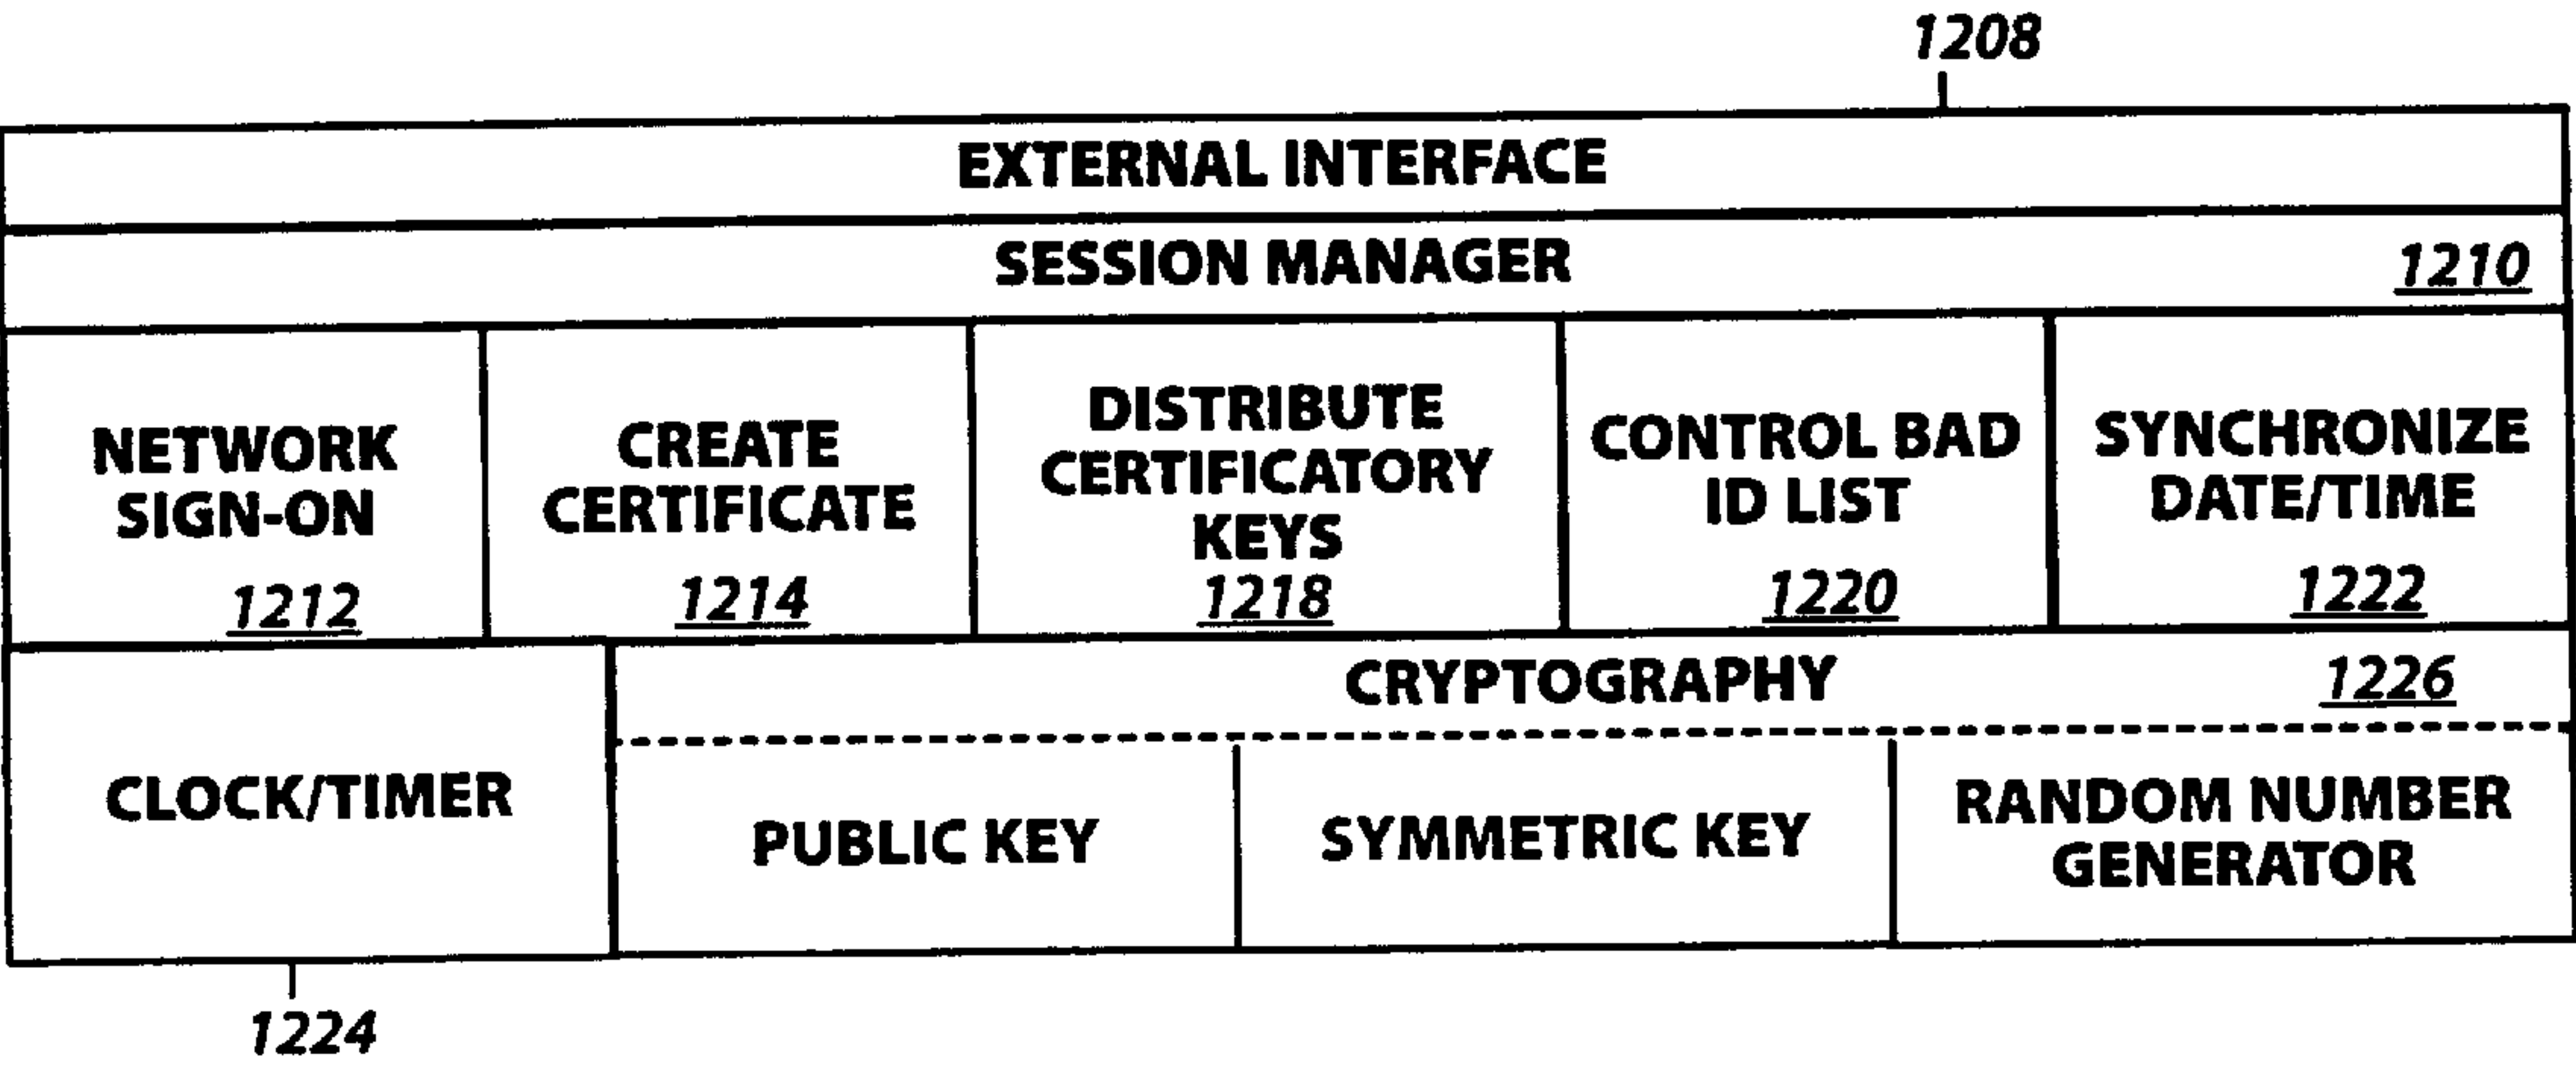 1208
EXTERNAL INTERFACE
SESSION MANAGER
1210
NETWORK
SIGN-ON
1212
CREATE
CERTIFICATE
1214
DISTRIBUTE
CERTIFICATORY
KEYS
1218
CONTROL BAD
ID LIST
1220
SYNCHRONIZE
DATE/TIME
1222
CLOCK/TIMER
CRYPTOGRAPHY
1226
PUBLIC KEY
SYMMETRIC KEY
RANDOM NUMBER
GENERATOR
1224